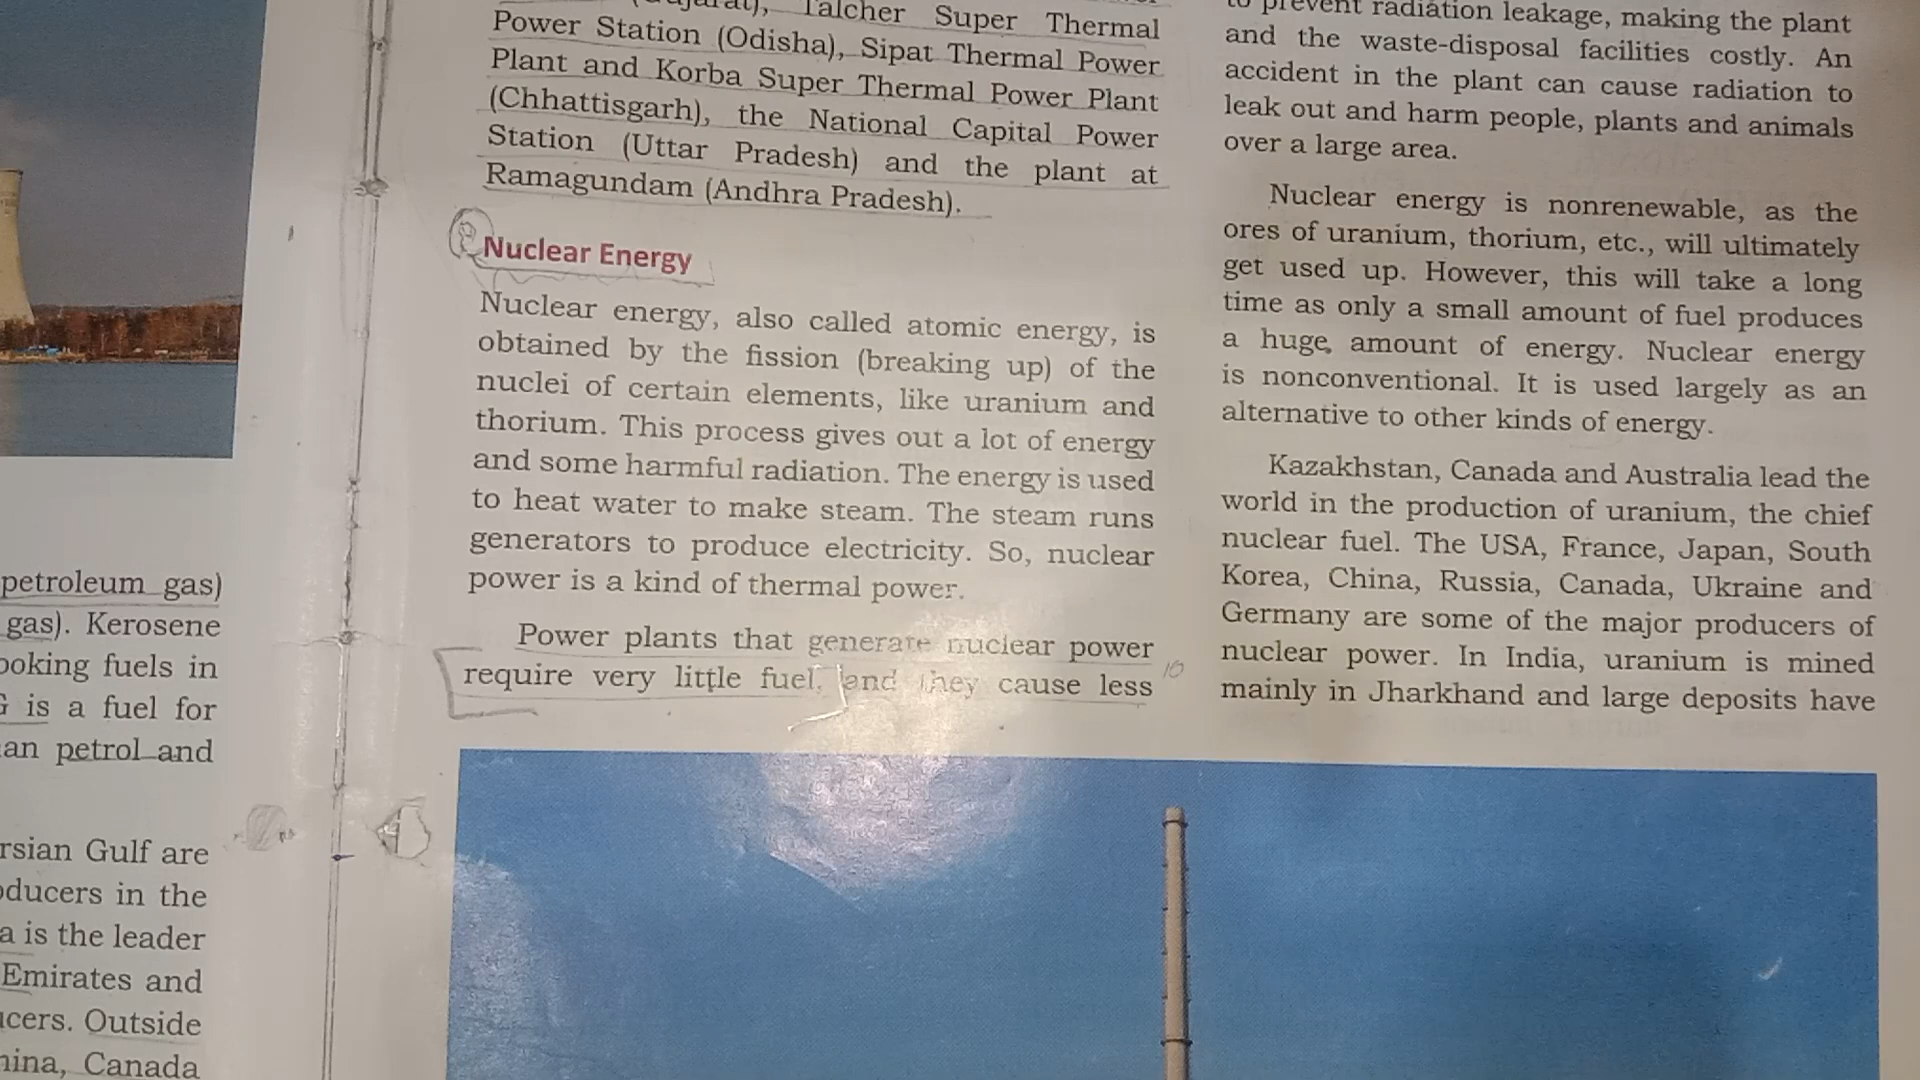 petroleum gas)
gas). Kerosene
fuels in
is a fuel for
petrol and
Gulf are
in the
a is the leader
Emirates and
Outside
Canada
Talcher Super Thermal
Power Station (Odisha), Sipat Thermal Power
Plant and Korba Super Thermal Power Plant
(Chhattisgarh), the National Capital Power
Station (Uttar Pradesh) and the plant at
Ramagundam (Andhra Pradesh).
Nuclear Energy
Nuclear energy, also called atomic energy, is
obtained by the fission (breaking up) of the
nuclei of certain elements, like uranium and
thorium. This process gives out a lot of energy
and some harmful radiation. The energy is used
to heat water to make steam. The steam runs
generators to produce electricity. So, nuclear
power is a kind of thermal power.
Power plants that generate nuclear power
require very little fuel, and they cause less
10
to prevent radiation leakage, making the plant
and the waste-disposal facilities costly. An
accident in the plant can cause radiation to
leak out and harm people, plants and animals
over a large area.
Nuclear energy is nonrenewable, as the
ores of uranium, thorium, etc., will ultimately
get used up. However, this will take a long
time as only a small amount of fuel produces
a huge amount of energy. Nuclear energy
is nonconventional. It is used largely as an
alternative to other kinds of energy.
Kazakhstan, Canada and Australia lead the
world in the production of uranium, the chief
nuclear fuel. The USA, France, Japan, South
Korea, China, Russia, Canada, Ukraine and
Germany are some of the major producers of
nuclear power. In India, uranium is mined
mainly in Jharkhand and large deposits have